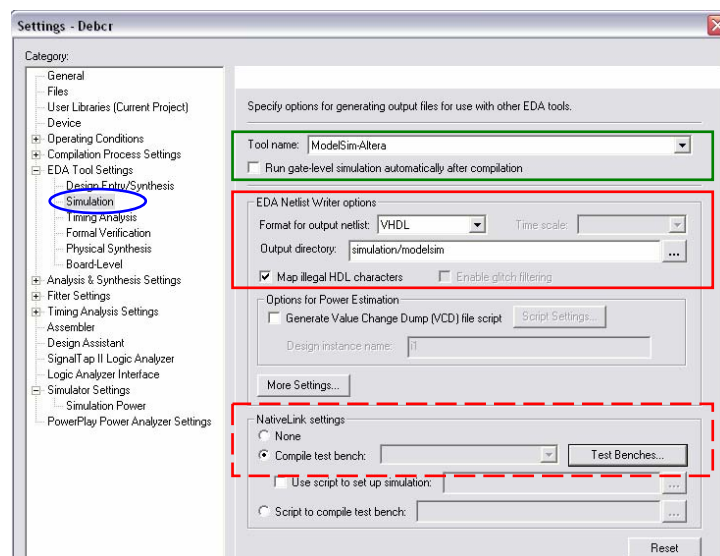 Settings - Debcr
Category:
General
Files
User Libraries (Current Project)
Device
Operating Conditions
Compilation Process Settings
EDA Tool Settings
Design Entry/Synthesis
Simulation
Timing Analysis
Formal Verification
Physical Synthesis
Board-Level
Analysis & Synthesis Settings
Fitter Settings
Timing Analysis Settings
Assembler
Design Assistant
SignalTap II Logic Analyzer
Logic Analyzer Interface
Simulator Settings
Simulation Power
PowerPlay Power Analyzer Settings
Specify options for generating output files for use with other EDA tools.
Tool name: ModelSim-Altera
Run gate-level simulation automatically after compilation
EDA Netlist Writer options
Format for output netlist: VHDL Time scale:
Output directory: simulation/modelsim ...
Map illegal HDL characters Enable glitch filtering
Options for Power Estimation
Generate Value Change Dump (VCD) file script Script Settings...
Design instance name: i1
More Settings...
NativeLink settings
None
Compile test bench: Test Benches...
Use script to set up simulation: ...
Script to compile test bench: ...
Reset